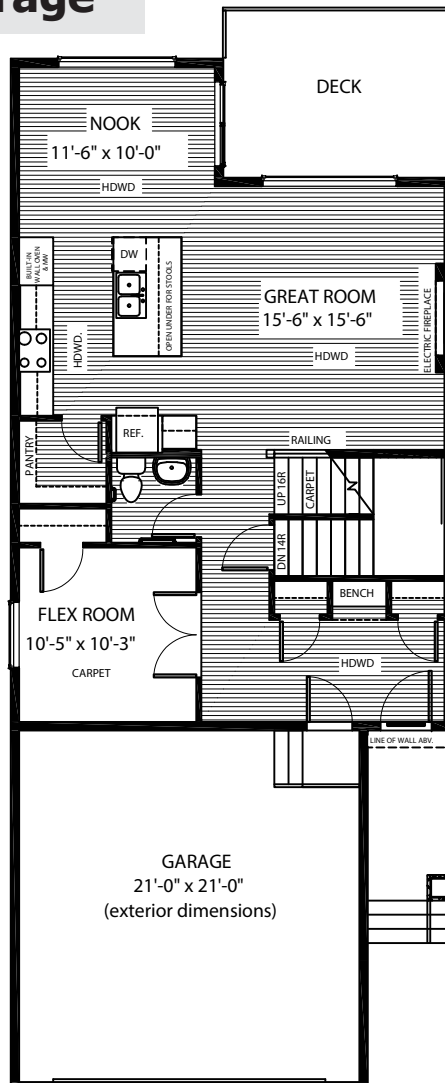 rage
DECK
NOOK
11'-6" x 10'-0"
HDWD
BUILT-IN
WALL OVEN
& MW
DW
OPEN UNDER FOR STOOLS
GREAT ROOM
15'-6" x 15'-6"
HDWD
ELECTRIC FIREPLACE
HDWD.
REF.
RAILING
PANTRY
UP 16R
CARPET
DN 14R
BENCH
FLEX ROOM
10'-5" x 10'-3"
CARPET
HDWD
LINE OF WALL ABV.
GARAGE
21'-0" x 21'-0"
(exterior dimensions)